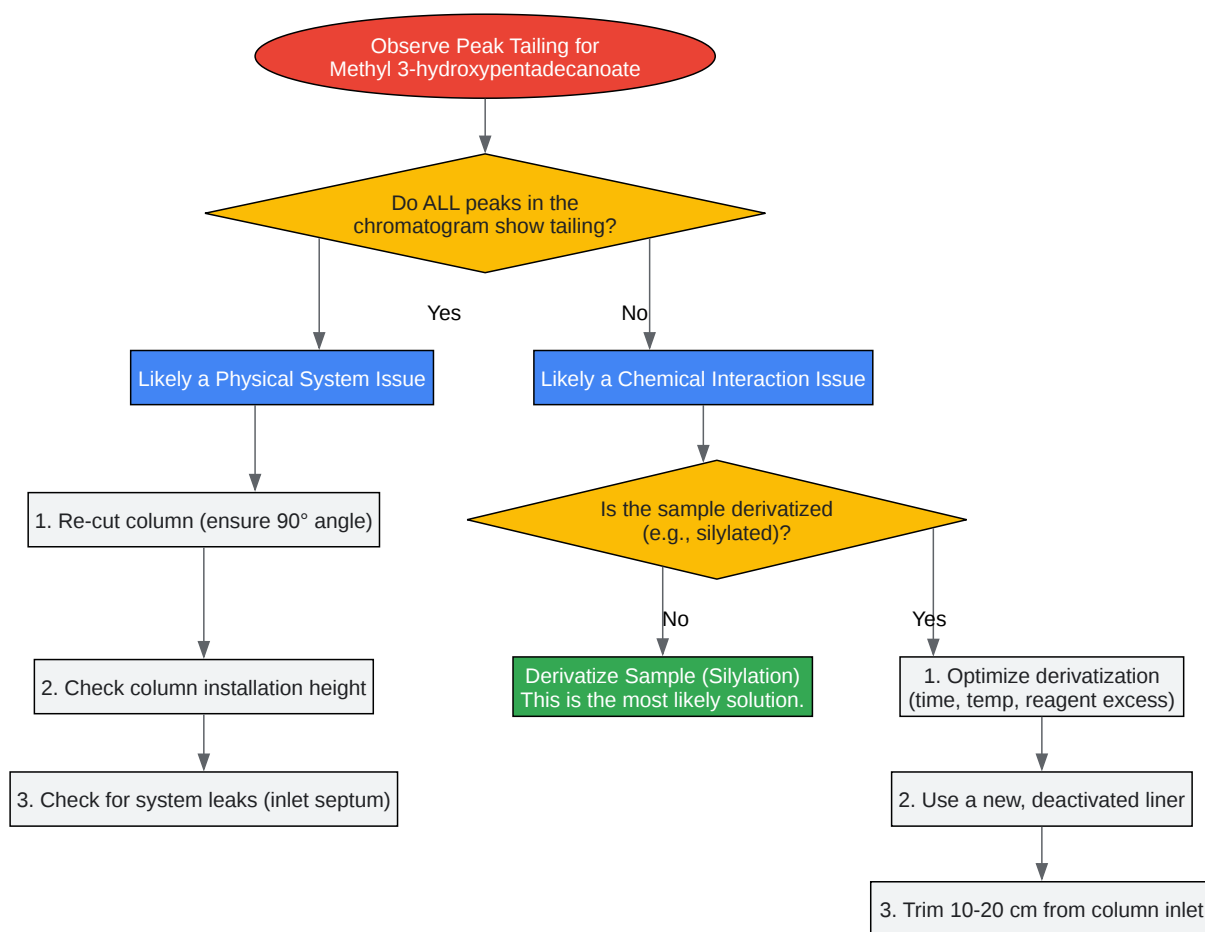 Observe Peak Tailing for
Methyl 3-hydroxypentadecanoate
Do ALL peaks in the
chromatogram show tailing?
Yes
No
Likely a Physical System Issue
Likely a Chemical Interaction Issue
1. Re-cut column (ensure 90° angle)
Is the sample derivatized
(e.g., silylated)?
No
Yes
2. Check column installation height
Derivatize Sample (Silylation)
This is the most likely solution.
1. Optimize derivatization
(time, temp, reagent excess)
3. Check for system leaks (inlet septum)
2. Use a new, deactivated liner
3. Trim 10-20 cm from column inlet